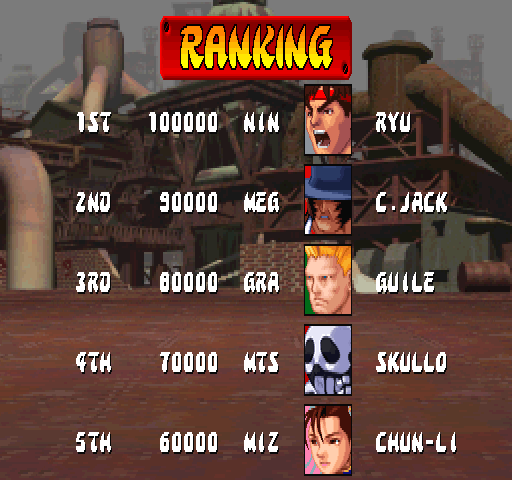 RANKING
1ST 100000 NIN RYU
2ND 90000 MEG C.JACK
3RD 80000 GRA GUILE
4TH 70000 MTS SKULLO
5TH 60000 MIZ CHUN-LI